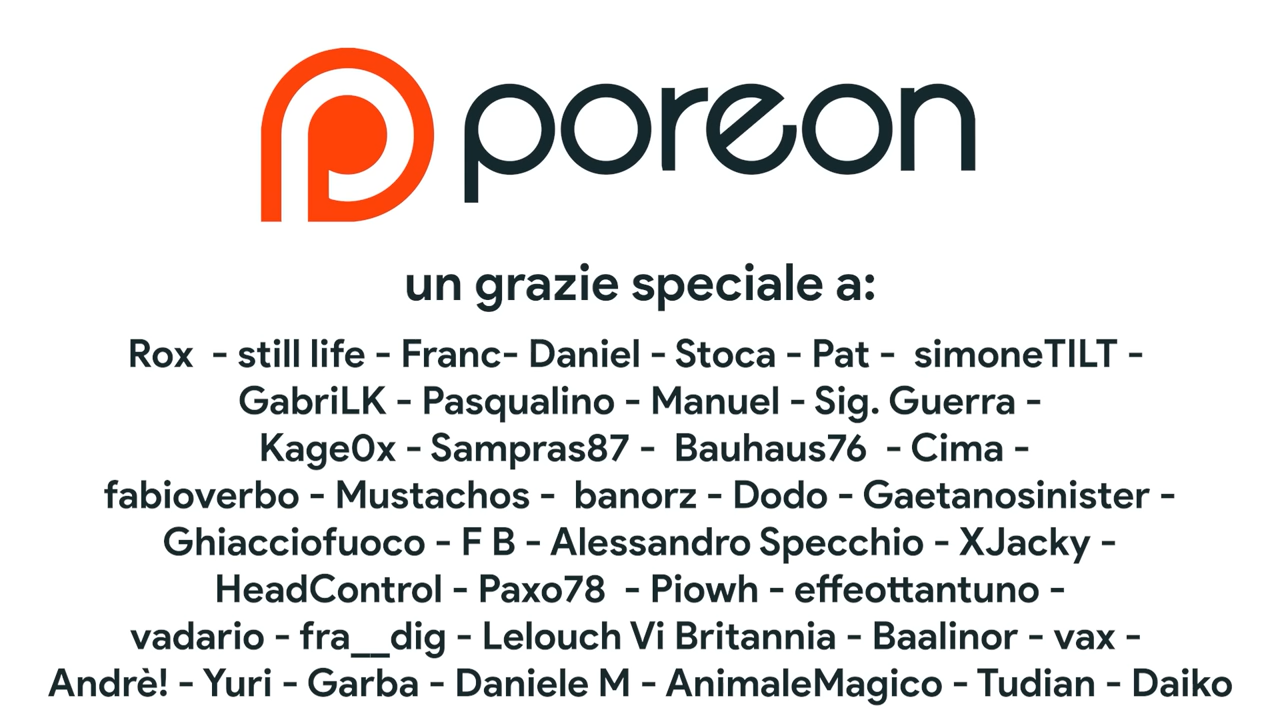 poreon
un grazie speciale a:
Rox - still life - Franc- Daniel - Stoca - Pat - simoneTILT -
GabriLK - Pasqualino - Manuel - Sig. Guerra -
Kage0x - Sampras87 - Bauhaus76 - Cima -
fabioverbo - Mustachos - banorz - Dodo - Gaetanosinister -
Ghiacciofuoco - F B - Alessandro Specchio - XJacky -
HeadControl - Paxo78 - Piowh - effeottantuno -
vadario - fra__dig - Lelouch Vi Britannia - Baalinor - vax -
Andrè! - Yuri - Garba - Daniele M - AnimaleMagico - Tudian - Daiko